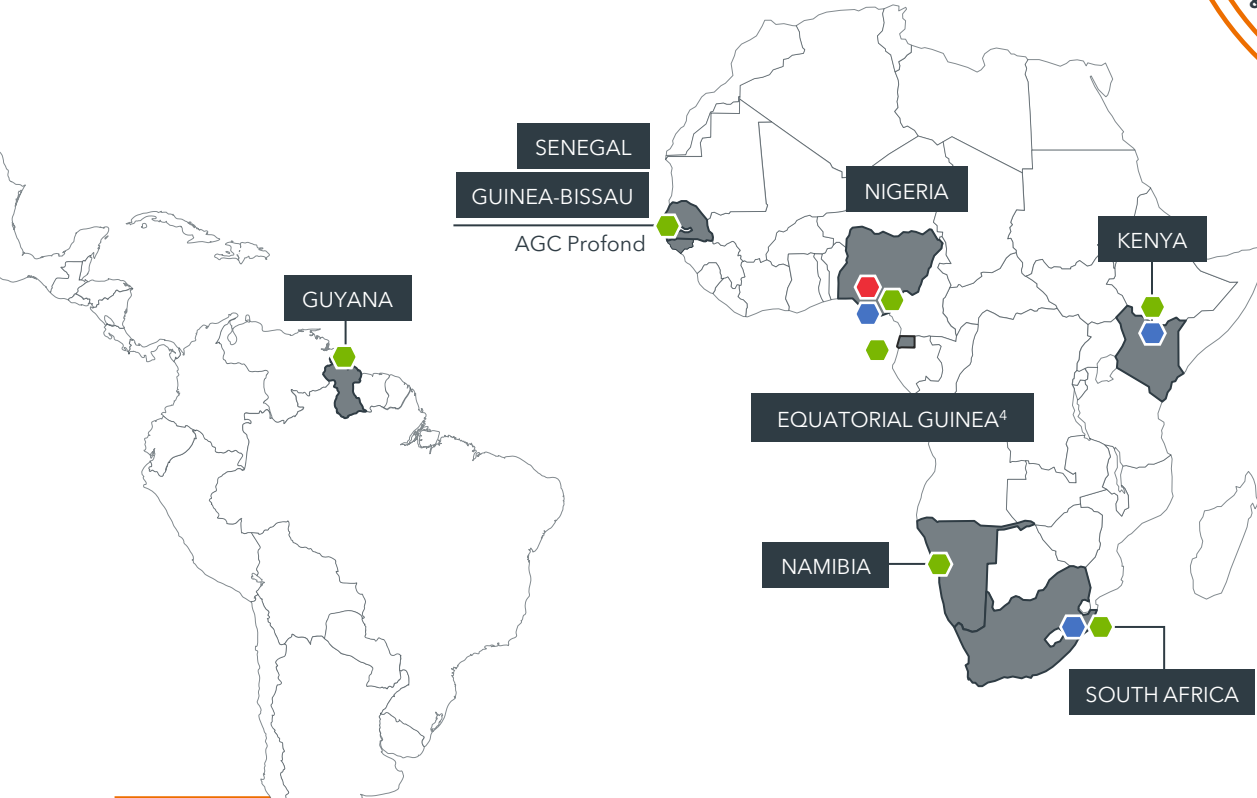 SENEGAL
GUINEA-BISSAU
AGC Profond
NIGERIA
KENYA
GUYANA
EQUATORIAL GUINEA⁴
NAMIBIA
SOUTH AFRICA